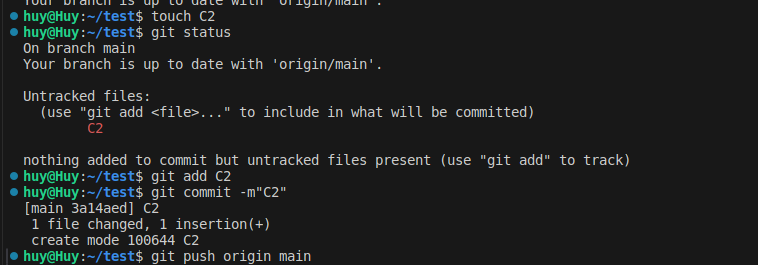 Your branch is up to date with 'origin/main'.
huy@Huy:~/test$ touch C2
huy@Huy:~/test$ git status
On branch main
Your branch is up to date with 'origin/main'.
Untracked files:
  (use "git add <file>..." to include in what will be committed)
        C2
nothing added to commit but untracked files present (use "git add" to track)
huy@Huy:~/test$ git add C2
huy@Huy:~/test$ git commit -m"C2"
[main 3a14aed] C2
 1 file changed, 1 insertion(+)
 create mode 100644 C2
huy@Huy:~/test$ git push origin main